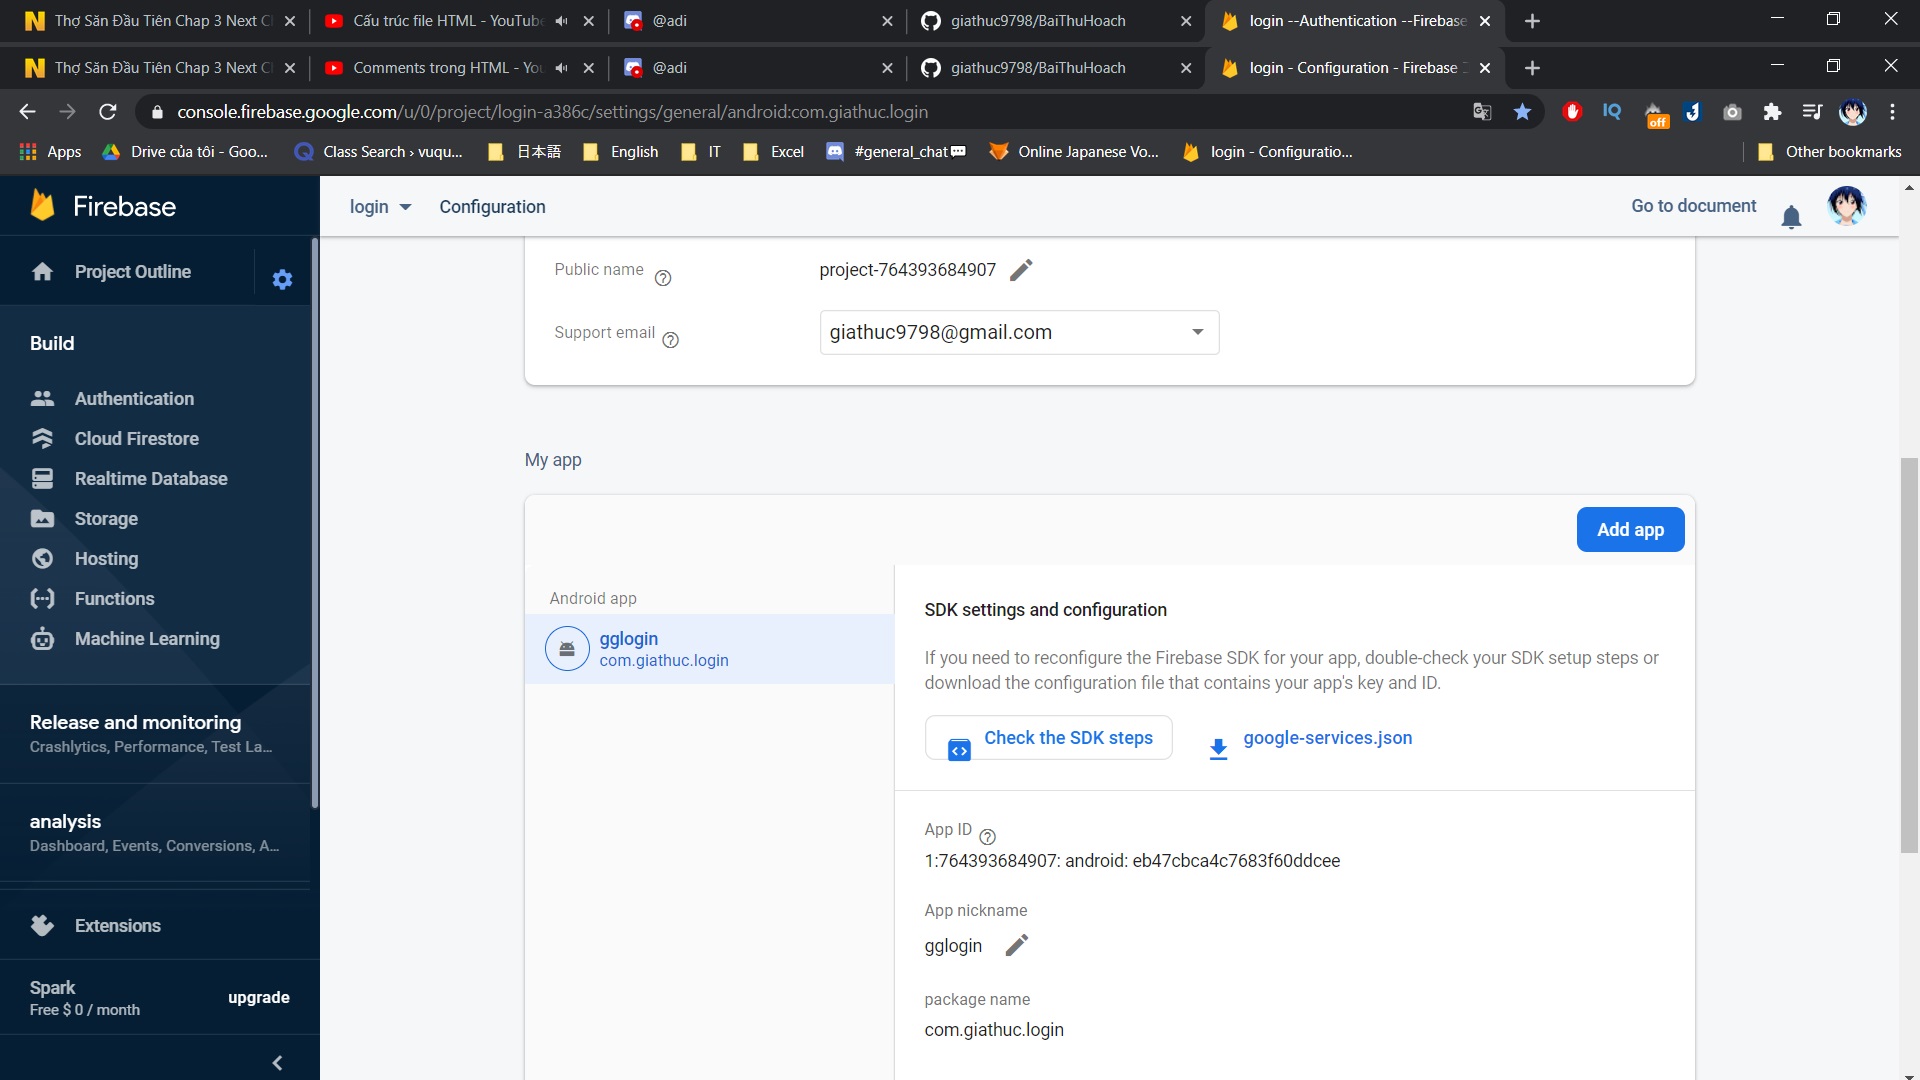 Thợ Săn Đầu Tiên Chap 3 Next C
Cấu trúc file HTML - YouTube
@adi
giathuc9798/BaiThuHoach
login --Authentication --Firebase
Thợ Săn Đầu Tiên Chap 3 Next C
Comments trong HTML - You
@adi
giathuc9798/BaiThuHoach
login - Configuration - Firebase
console.firebase.google.com/u/0/project/login-a386c/settings/general/android:com.giathuc.login
IQ
off
Apps
Drive của tôi - Goo...
Class Search › vuqu...
日本語
English
IT
Excel
#general_chat
Online Japanese Vo...
login - Configuratio...
Other bookmarks
Firebase
login
Configuration
Go to document
Project Outline
Build
Authentication
Cloud Firestore
Realtime Database
Storage
Hosting
Functions
Machine Learning
Release and monitoring
Crashlytics, Performance, Test La...
analysis
Dashboard, Events, Conversions, A...
Extensions
Spark
Free $ 0 / month
upgrade
Public name
project-764393684907
Support email
giathuc9798@gmail.com
My app
Add app
Android app
gglogin
com.giathuc.login
SDK settings and configuration
If you need to reconfigure the Firebase SDK for your app, double-check your SDK setup steps or
download the configuration file that contains your app's key and ID.
Check the SDK steps
google-services.json
App ID
1:764393684907: android: eb47cbca4c7683f60ddcee
App nickname
gglogin
package name
com.giathuc.login